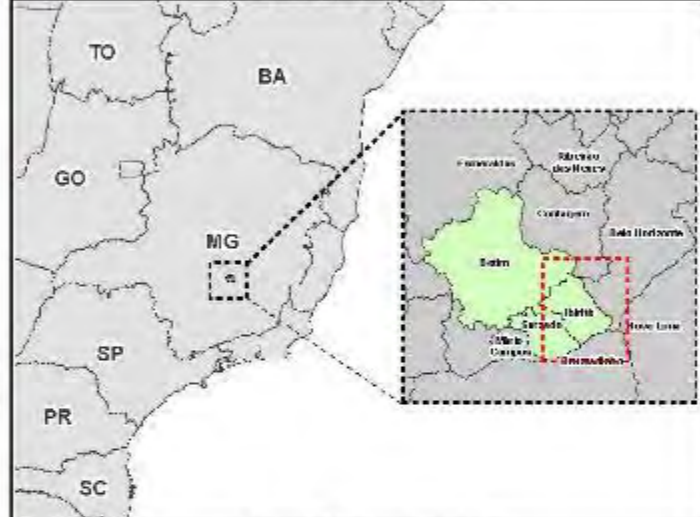 TO
BA
GO
MG
SP
PR
SC
Esmeraldas
Ribeirão
das Neves
Contagem
Belo Horizonte
Betim
Ibirité
Sarzedo
Nova Lima
Mário
Campos
Brumadinho